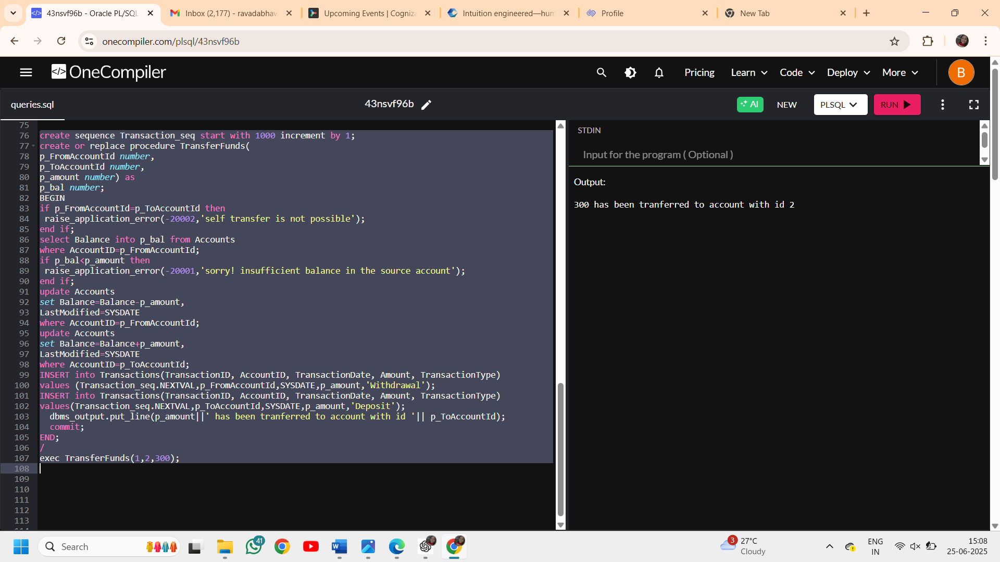 43nsvf96b - Oracle PL/SQL
Inbox (2,177) - ravadabhav
Upcoming Events | Cogniza
Intuition engineered—hum
Profile
New Tab
onecompiler.com/plsql/43nsvf96b
</> OneCompiler
Pricing
Learn
Code
Deploy
More
B
queries.sql
43nsvf96b
AI
NEW
PLSQL
RUN
75
76 create sequence Transaction_seq start with 1000 increment by 1;
77 create or replace procedure TransferFunds(
78 p_FromAccountId number,
79 p_ToAccountId number,
80 p_amount number) as
81 p_bal number;
82 BEGIN
83 if p_FromAccountId=p_ToAccountId then
84 raise_application_error(-20002,'self transfer is not possible');
85 end if;
86 select Balance into p_bal from Accounts
87 where AccountID=p_FromAccountId;
88 if p_bal<p_amount then
89 raise_application_error(-20001,'sorry! insufficient balance in the source account');
90 end if;
91 update Accounts
92 set Balance=Balance-p_amount,
93 LastModified=SYSDATE
94 where AccountID=p_FromAccountId;
95 update Accounts
96 set Balance=Balance+p_amount,
97 LastModified=SYSDATE
98 where AccountID=p_ToAccountId;
99 INSERT into Transactions(TransactionID, AccountID, TransactionDate, Amount, TransactionType)
100 values (Transaction_seq.NEXTVAL,p_FromAccountId,SYSDATE,p_amount,'Withdrawal');
101 INSERT into Transactions(TransactionID, AccountID, TransactionDate, Amount, TransactionType)
102 values(Transaction_seq.NEXTVAL,p_ToAccountId,SYSDATE,p_amount,'Deposit');
103 dbms_output.put_line(p_amount||' has been tranferred to account with id '|| p_ToAccountId);
104 commit;
105 END;
106 /
107 exec TransferFunds(1,2,300);
108
109
110
111
112
113
STDIN
Input for the program ( Optional )
Output:
300 has been tranferred to account with id 2
Search
41
3
27°C
Cloudy
ENG
IN
15:08
25-06-2025